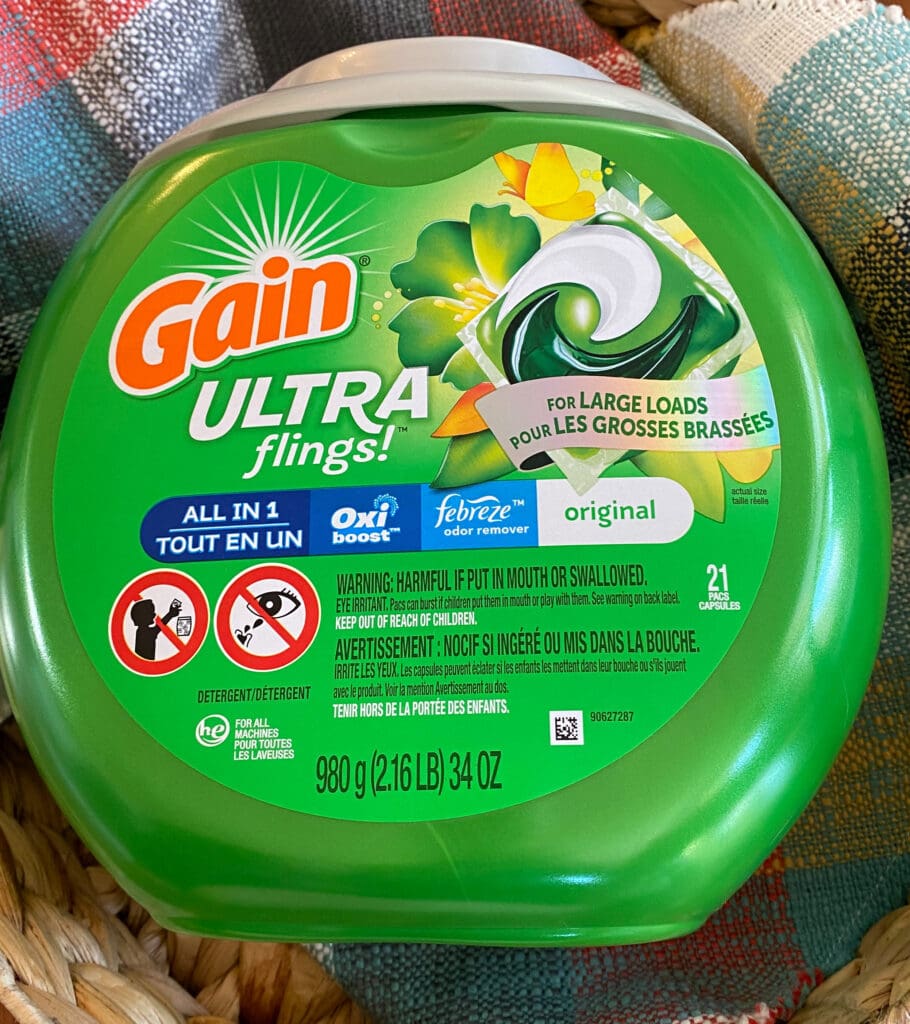 Gain®
ULTRA
flings!™
FOR LARGE LOADS
POUR LES GROSSES BRASSÉES
actual size
taille réelle
ALL IN 1
TOUT EN UN
Oxi
boost™
febreze™
odor remover
original
21
PACS
CAPSULES
WARNING: HARMFUL IF PUT IN MOUTH OR SWALLOWED.
EYE IRRITANT. Pacs can burst if children put them in mouth or play with them. See warning on back label.
KEEP OUT OF REACH OF CHILDREN.
AVERTISSEMENT : NOCIF SI INGÉRÉ OU MIS DANS LA BOUCHE.
IRRITE LES YEUX. Les capsules peuvent éclater si les enfants les mettent dans leur bouche ou s'ils jouent
avec le produit. Voir la mention Avertissement au dos.
TENIR HORS DE LA PORTÉE DES ENFANTS.
DETERGENT/DÉTERGENT
he
FOR ALL
MACHINES
POUR TOUTES
LES LAVEUSES
90627287
980 g (2.16 LB) 34 OZ